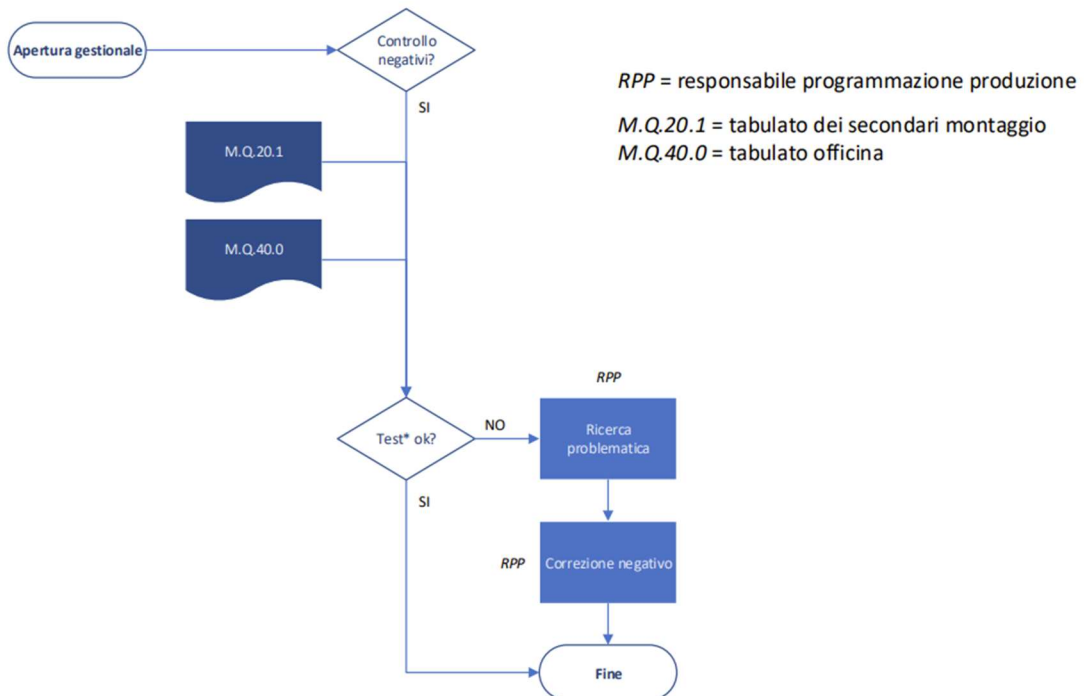 Apertura gestionale
Controllo
negativi?
RPP = responsabile programmazione produzione
SI
M.Q.20.1 = tabulato dei secondari montaggio
M.Q.40.0 = tabulato officina
M.Q.20.1
M.Q.40.0
RPP
Test* ok?
NO
Ricerca
problematica
SI
RPP
Correzione negativo
Fine